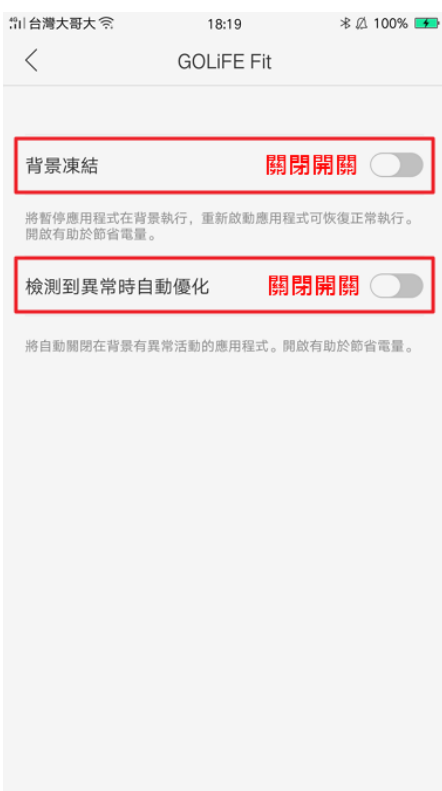 台灣大哥大 18:19 100%
GOLiFE Fit
背景凍結 關閉開關
將暫停應用程式在背景執行，重新啟動應用程式可恢復正常執行。
開啟有助於節省電量。
檢測到異常時自動優化 關閉開關
將自動關閉在背景有異常活動的應用程式。開啟有助於節省電量。